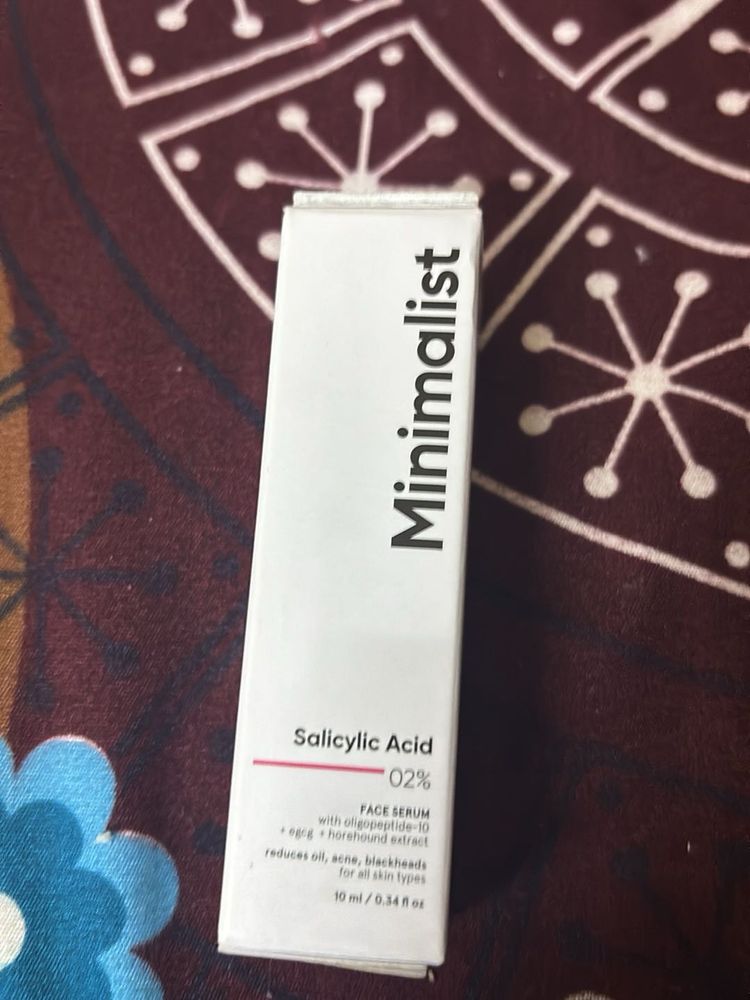 Minimalist
Salicylic Acid
02%
FACE SERUM
with oligopeptide-10
+ egcg + horehound extract
reduces oil, acne, blackheads
for all skin types
10 ml / 0.34 fl oz